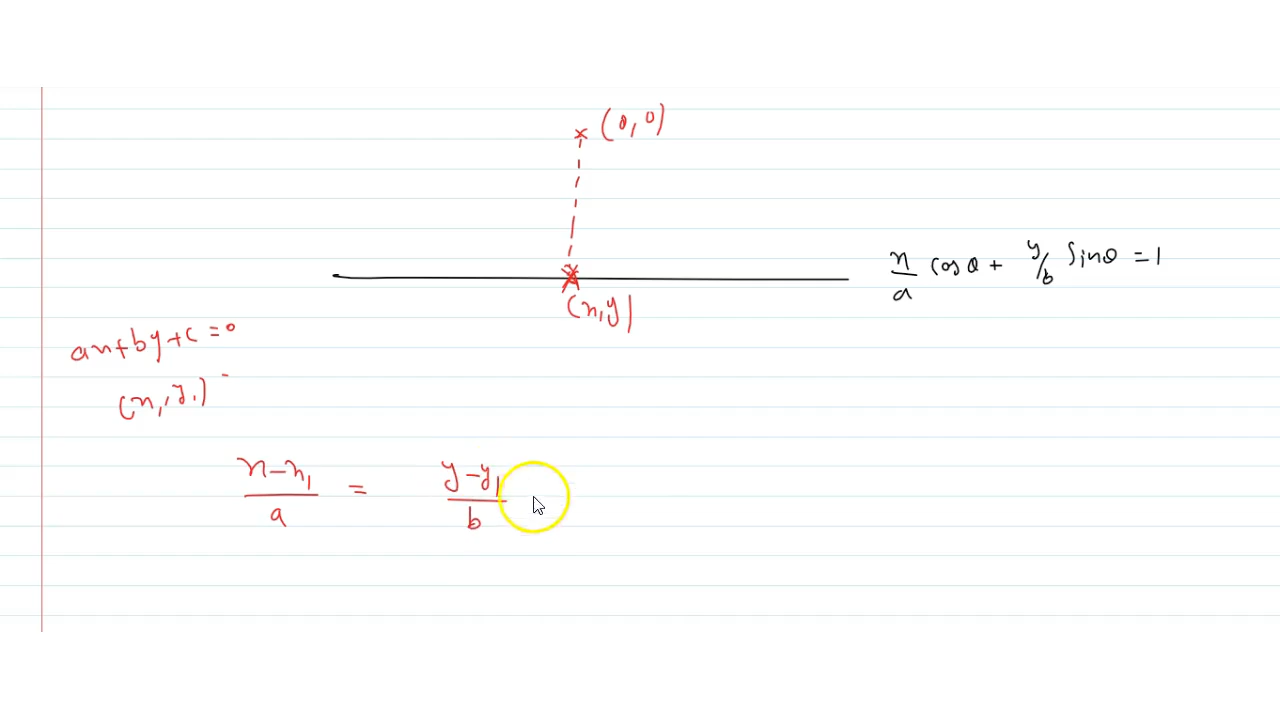 (0,0)
x/a cosθ + y/b sinθ = 1
(x,y)
ax+by+c=0
(x₁,y₁)
x-x₁/a = y-y₁/b